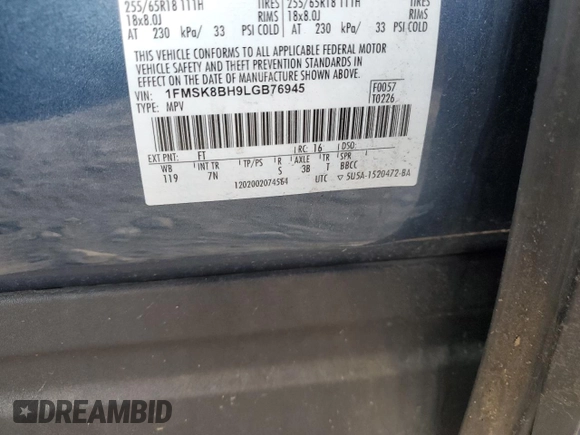 255/65R18 111H TIRES 255/65R18 111H TIRES
18x8.0J RIMS 18x8.0J RIMS
AT 230 kPa/ 33 PSI COLD AT 230 kPa/ 33 PSI COLD
THIS VEHICLE CONFORMS TO ALL APPLICABLE FEDERAL MOTOR
VEHICLE SAFETY AND THEFT PREVENTION STANDARDS IN EFFECT
ON THE DATE OF MANUFACTURE SHOWN ABOVE.
VIN: 1FMSK8BH9LGB76945
TYPE: MPV
F0057
T0226
EXT PNT: FT RC: 16 DSO:
WB INT TR TP/PS R AXLE TR SPR
119 7N S 3B T BBCC
1202002074564 UTC ▽ 5USA-1520472-BA
DREAMBID